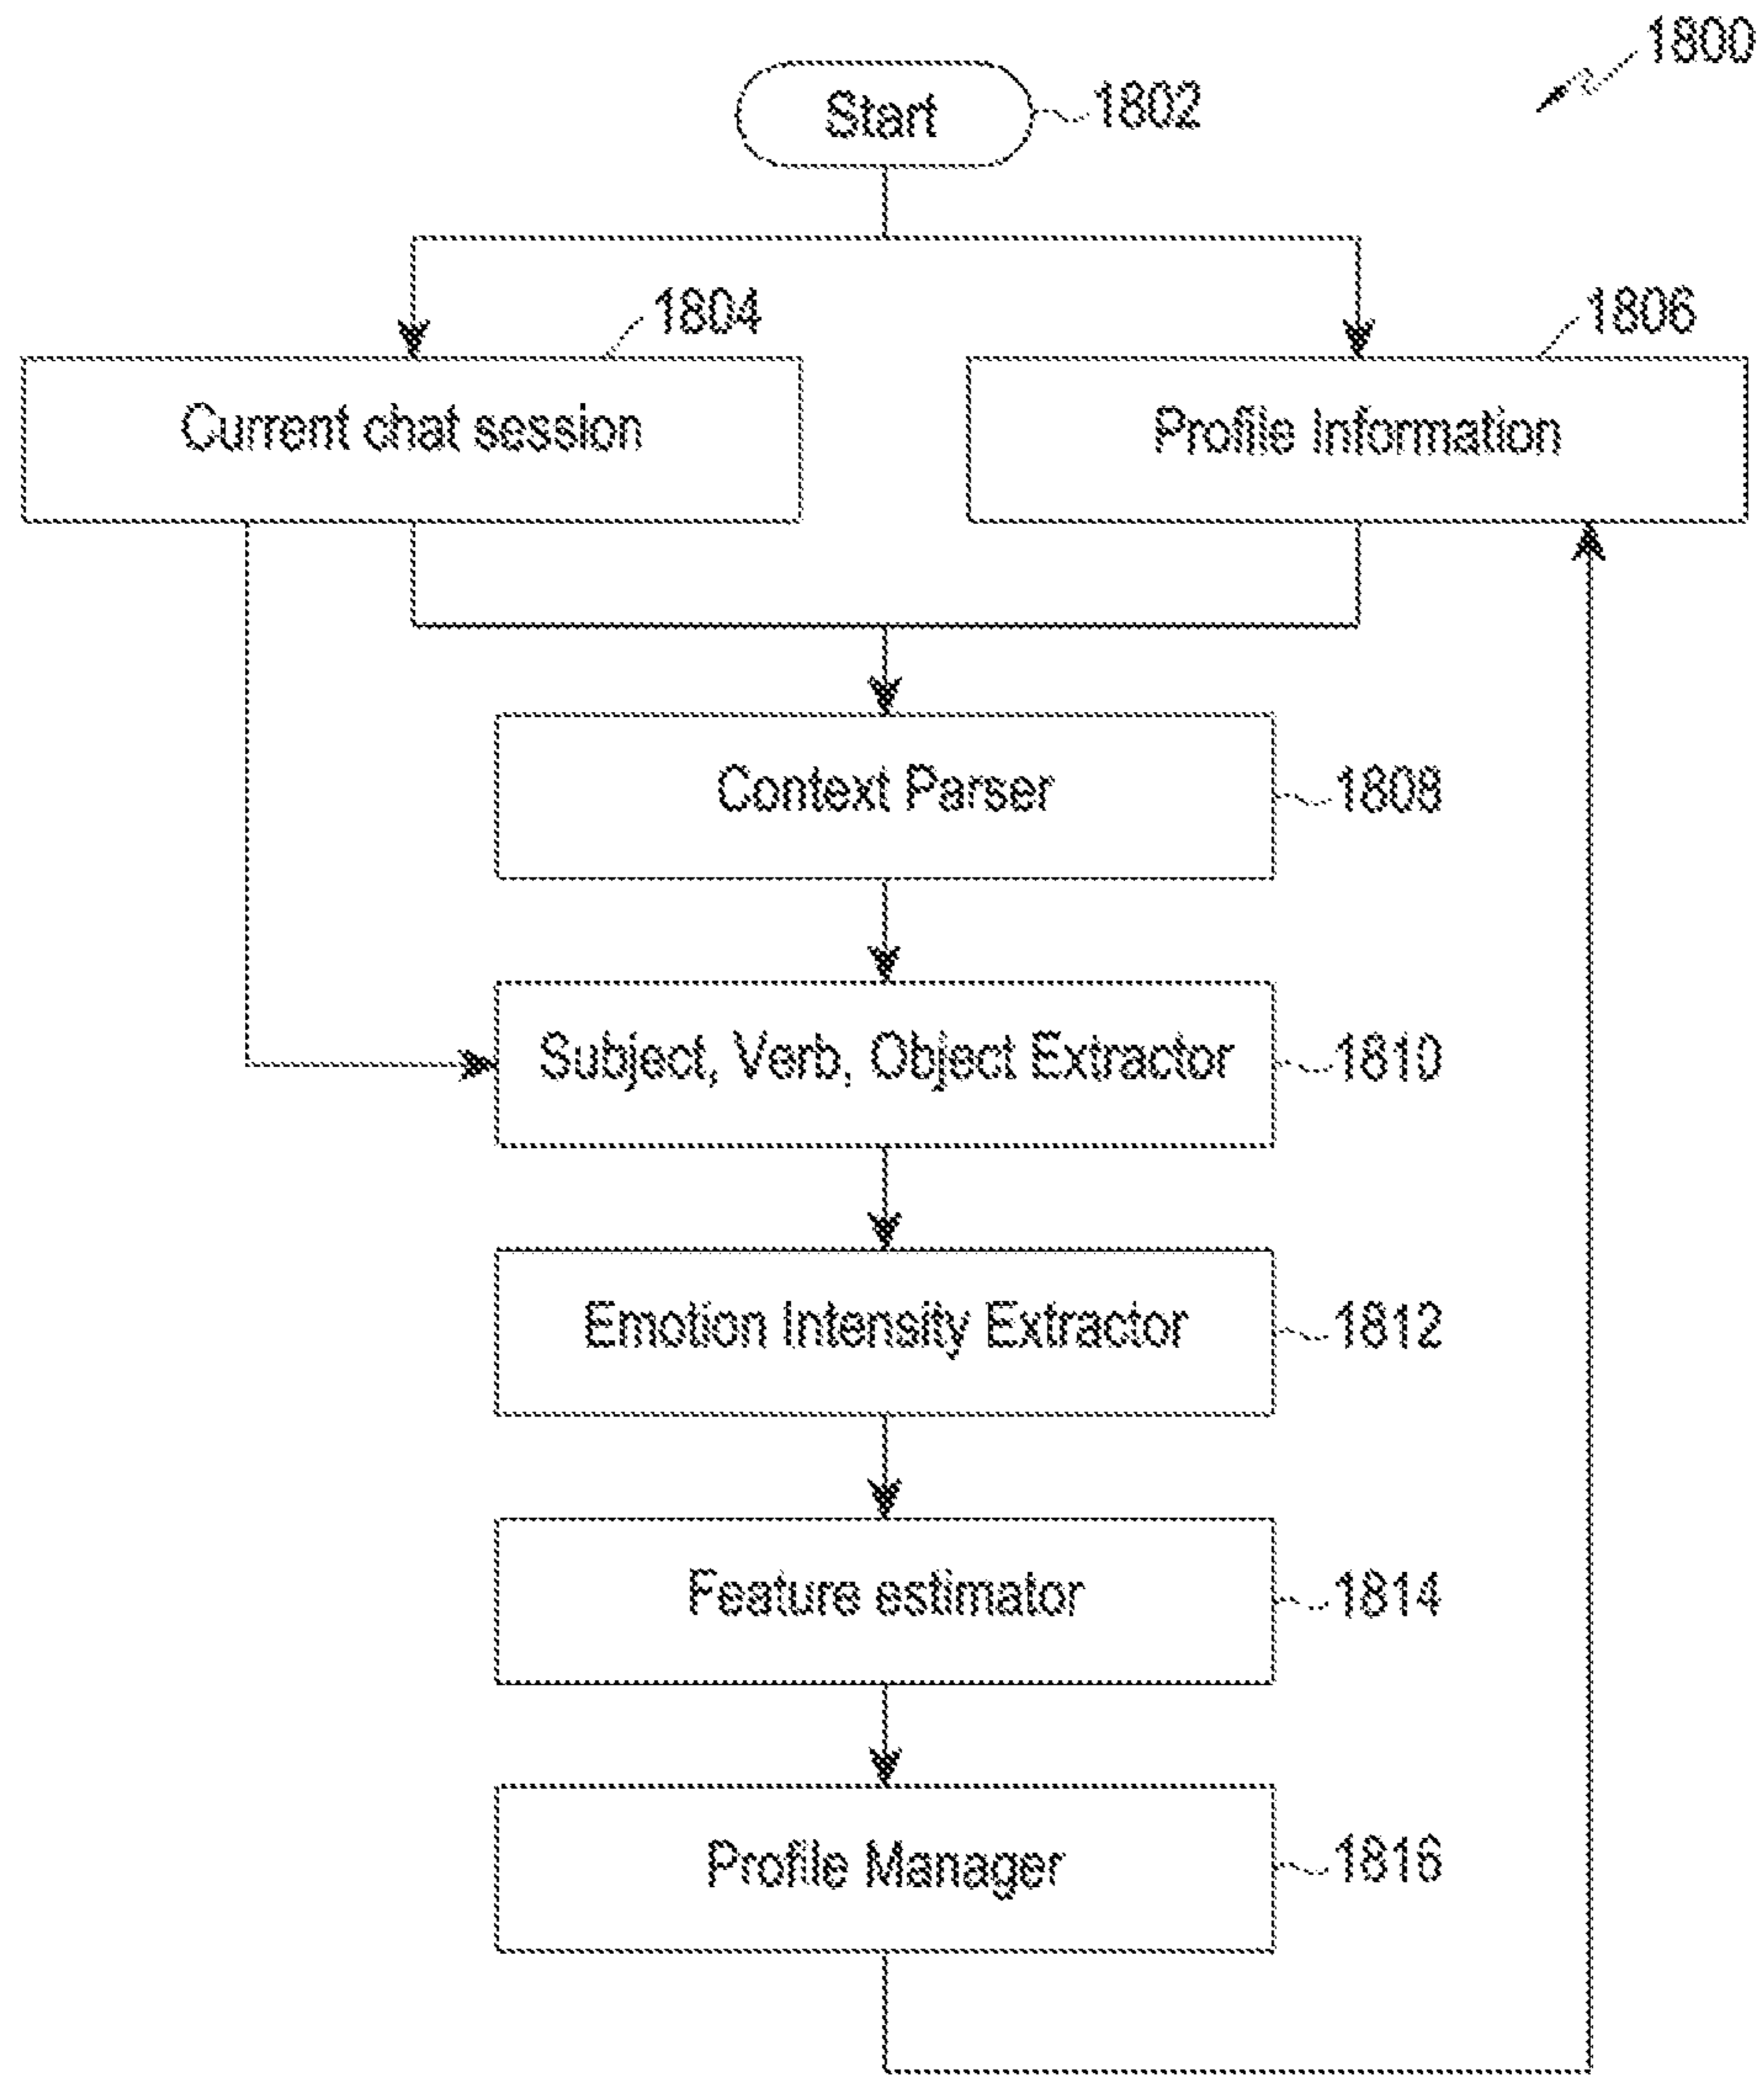 1800
Start
1802
1804
1806
Current chat session
Profile Information
Context Parser
1808
Subject, Verb, Object Extractor
1810
Emotion Intensity Extractor
1812
Feature estimator
1814
Profile Manager
1816